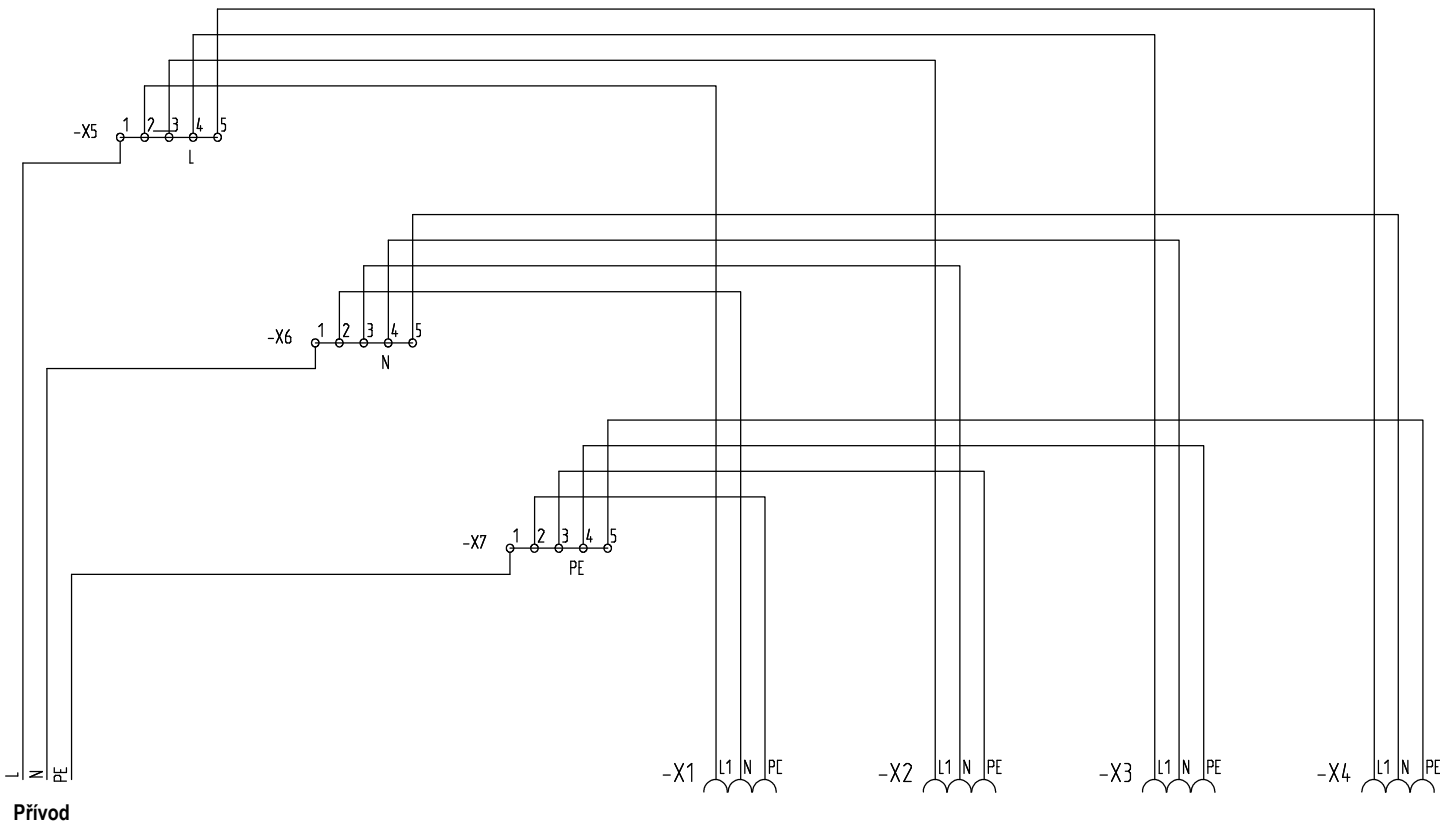 -X5 1 2 3 4 5
L
-X6 1 2 3 4 5
N
-X7 1 2 3 4 5
PE
L N PE
-X1 L1 N PE -X2 L1 N PE -X3 L1 N PE -X4 L1 N PE
Přívod